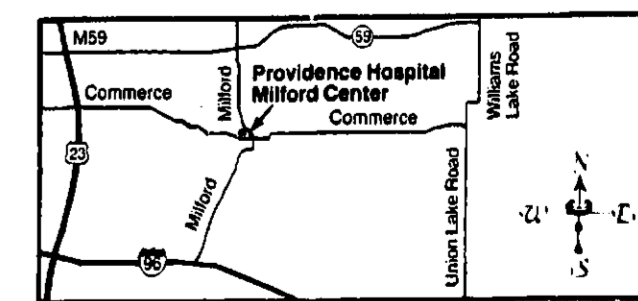 M59
59
Milford
Providence Hospital
Milford Center
Williams
Lake Road
Commerce
Commerce
23
Milford
Union Lake Road
96
N
W
E
S